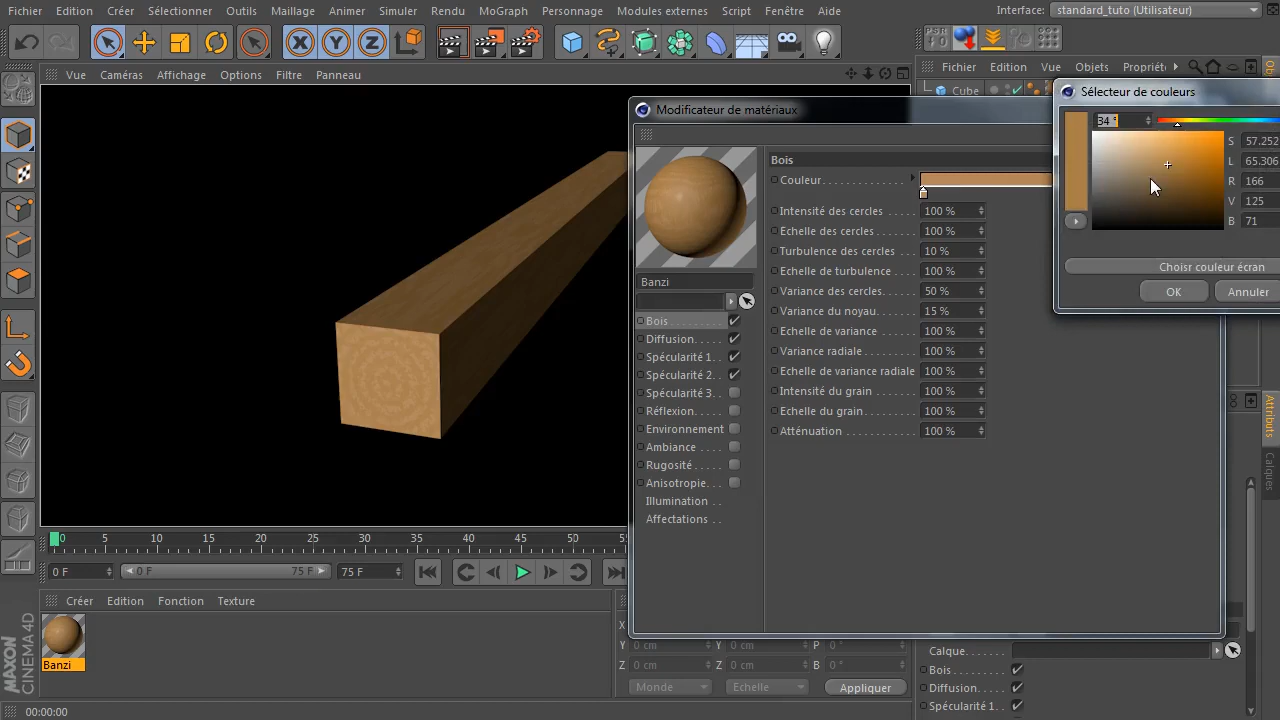 Fichier Edition Créer Sélectionner Outils Maillage Animer Simuler Rendu MoGraph Personnage Modules externes Script Fenêtre Aide Interface: standard_tuto (Utilisateur)
X Y Z
PSR
Vue Caméras Affichage Options Filtre Panneau
Fichier Edition Vue Objets
Cube
Sélecteur de couleurs
Modificateur de matériaux
S 57.252
L 65.306
R 166
V 125
B 71
Choisr couleur écran
OK Annuler
Bois
Couleur
Intensité des cercles 100 %
Echelle des cercles 100 %
Turbulence des cercles 10 %
Echelle de turbulence 100 %
Variance des cercles 50 %
Variance du noyau 15 %
Echelle de variance 100 %
Variance radiale 100 %
Echelle de variance radiale 100 %
Intensité du grain 100 %
Echelle du grain 100 %
Atténuation 100 %
Banzi
Bois
Diffusion
Spécularité 1
Spécularité 2
Spécularité 3
Réflexion
Environnement
Ambiance
Rugosité
Anisotropie
Illumination
Affectations
Attributs
Calques
0 5 10 15 20 25 30 35 40 45 50
0 F 0 F 75 F 75 F
Créer Edition Fonction Texture
Banzi
X
Y 0 cm 0 cm P 0 °
Z 0 cm 0 cm B 0 °
Monde Echelle Appliquer
Calque
Bois
Diffusion
Spécularité 1
MAXON
CINEMA 4D
00:00:00